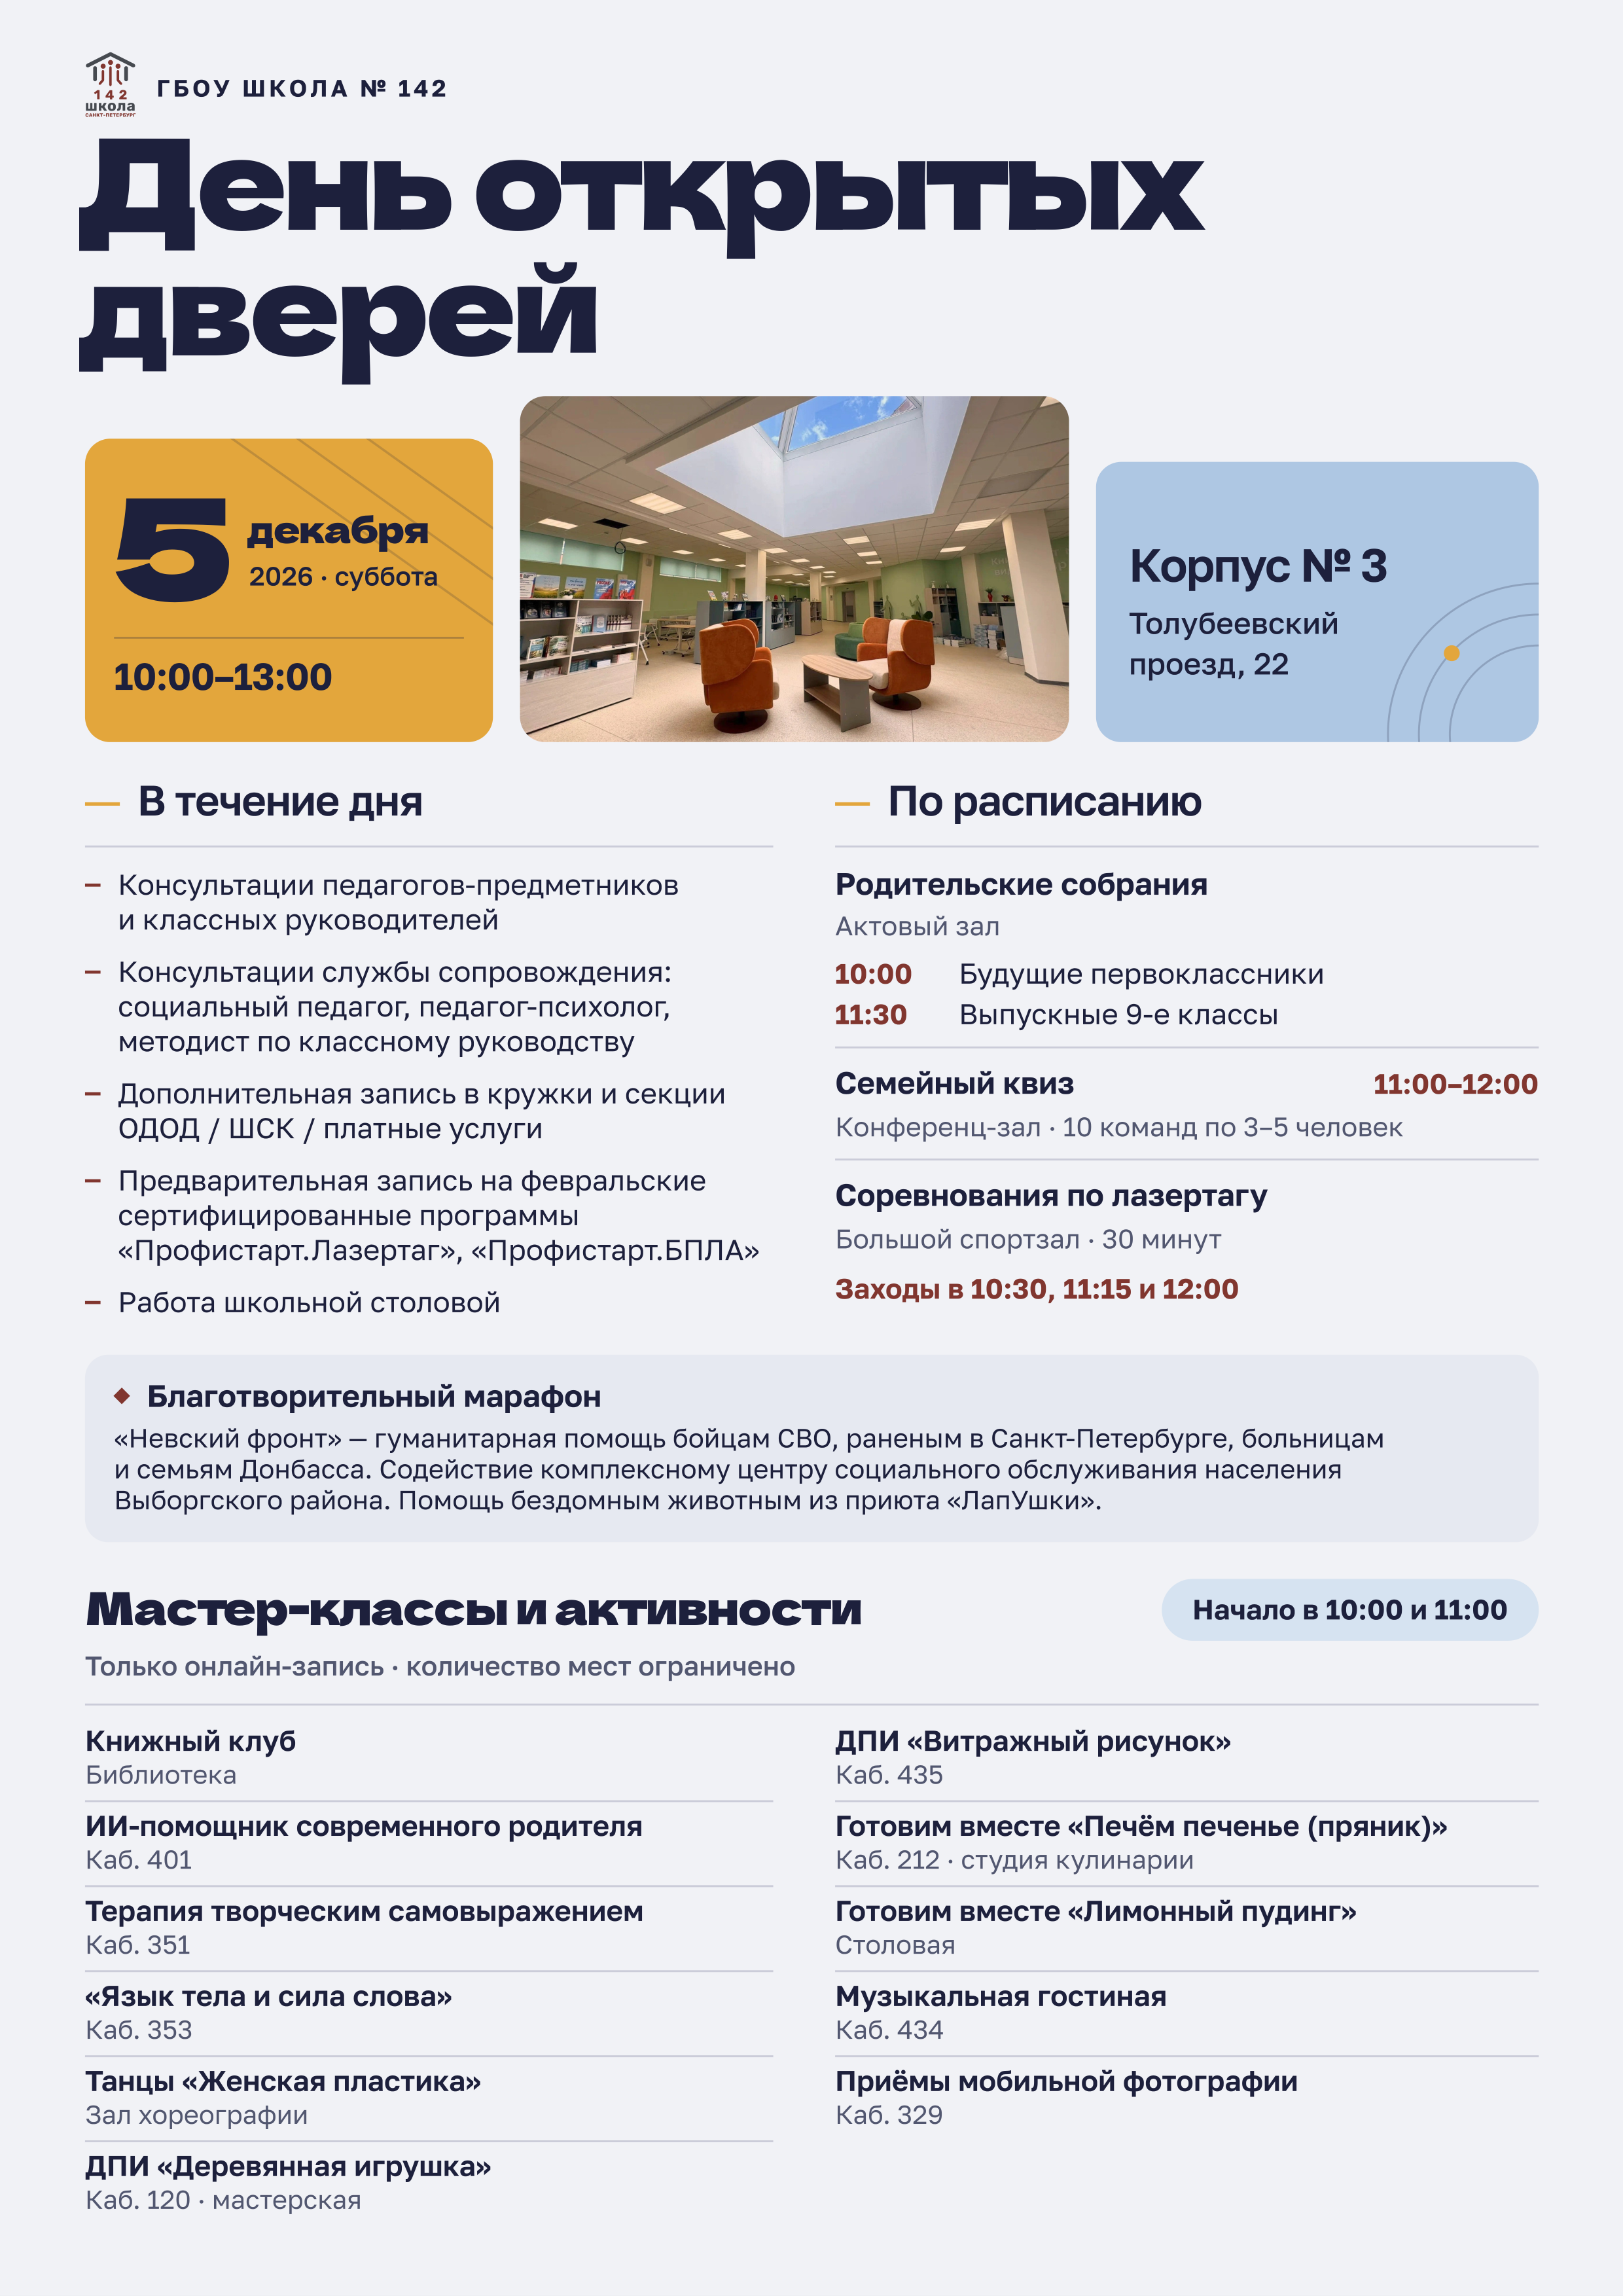 142
школа
САНКТ-ПЕТЕРБУРГ
ГБОУ ШКОЛА № 142
День открытых
дверей
5 декабря
2026 · суббота
10:00–13:00
Корпус № 3
Толубеевский
проезд, 22
В течение дня
– Консультации педагогов-предметников
и классных руководителей
– Консультации службы сопровождения:
социальный педагог, педагог-психолог,
методист по классному руководству
– Дополнительная запись в кружки и секции
ОДОД / ШСК / платные услуги
– Предварительная запись на февральские
сертифицированные программы
«Профистарт.Лазертаг», «Профистарт.БПЛА»
– Работа школьной столовой
По расписанию
Родительские собрания
Актовый зал
10:00 Будущие первоклассники
11:30 Выпускные 9-е классы
Семейный квиз 11:00–12:00
Конференц-зал · 10 команд по 3–5 человек
Соревнования по лазертагу
Большой спортзал · 30 минут
Заходы в 10:30, 11:15 и 12:00
Благотворительный марафон
«Невский фронт» — гуманитарная помощь бойцам СВО, раненым в Санкт-Петербурге, больницам
и семьям Донбасса. Содействие комплексному центру социального обслуживания населения
Выборгского района. Помощь бездомным животным из приюта «ЛапУшки».
Мастер-классы и активности
Начало в 10:00 и 11:00
Только онлайн-запись · количество мест ограничено
Книжный клуб
Библиотека
ИИ-помощник современного родителя
Каб. 401
Терапия творческим самовыражением
Каб. 351
«Язык тела и сила слова»
Каб. 353
Танцы «Женская пластика»
Зал хореографии
ДПИ «Деревянная игрушка»
Каб. 120 · мастерская
ДПИ «Витражный рисунок»
Каб. 435
Готовим вместе «Печём печенье (пряник)»
Каб. 212 · студия кулинарии
Готовим вместе «Лимонный пудинг»
Столовая
Музыкальная гостиная
Каб. 434
Приёмы мобильной фотографии
Каб. 329